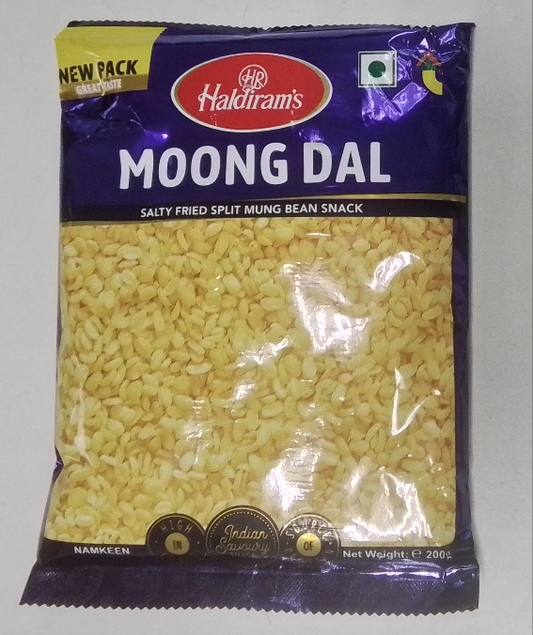 NEW PACK
GREAT TASTE
HR
Haldiram's
MOONG DAL
SALTY FRIED SPLIT MUNG BEAN SNACK
HIGH
IN
Indian
Savoury
OF
NAMKEEN
Net Weight: ℮ 200g